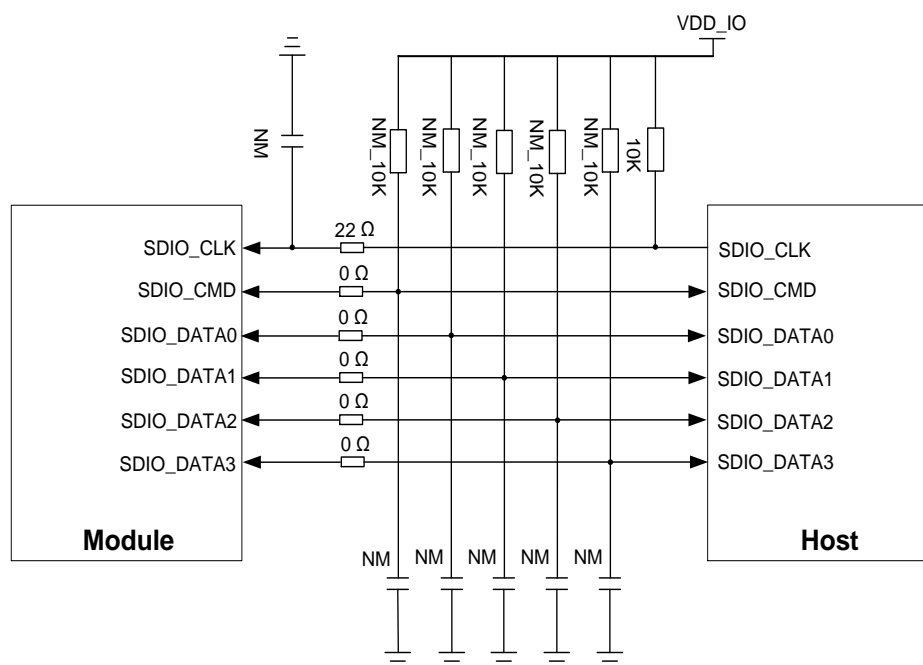 VDD_IO
NM
NM_10K
NM_10K
NM_10K
NM_10K
NM_10K
10K
SDIO_CLK
22 Ω
SDIO_CLK
SDIO_CMD
0 Ω
SDIO_CMD
SDIO_DATA0
0 Ω
SDIO_DATA0
SDIO_DATA1
0 Ω
SDIO_DATA1
SDIO_DATA2
0 Ω
SDIO_DATA2
SDIO_DATA3
0 Ω
SDIO_DATA3
Module
Host
NM
NM
NM
NM
NM